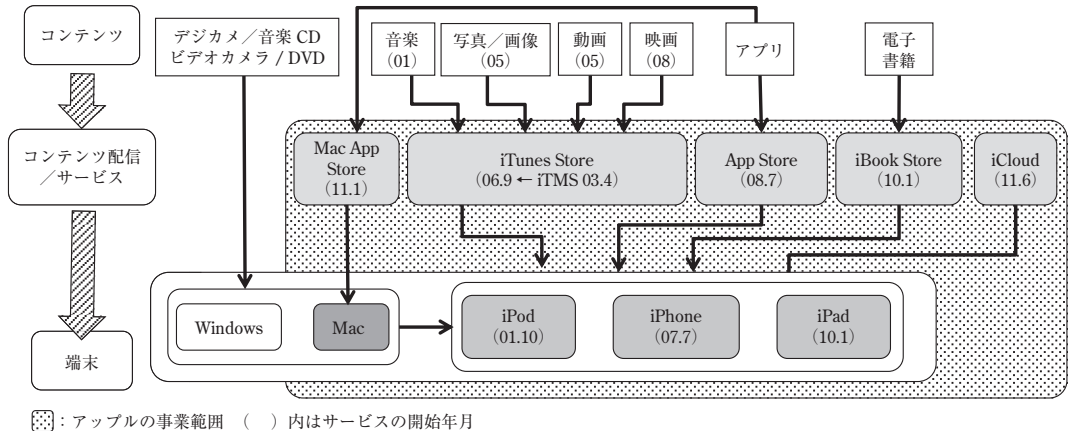 コンテンツ
デジカメ／音楽 CD
ビデオカメラ / DVD
音楽
（01）
写真／画像
（05）
動画
（05）
映画
（08）
アプリ
電子
書籍
コンテンツ配信
／サービス
Mac App
Store
（11.1）
iTunes Store
（06.9 ← iTMS 03.4）
App Store
（08.7）
iBook Store
（10.1）
iCloud
（11.6）
端末
Windows
Mac
iPod
（01.10）
iPhone
（07.7）
iPad
（10.1）
：アップルの事業範囲　（　）内はサービスの開始年月